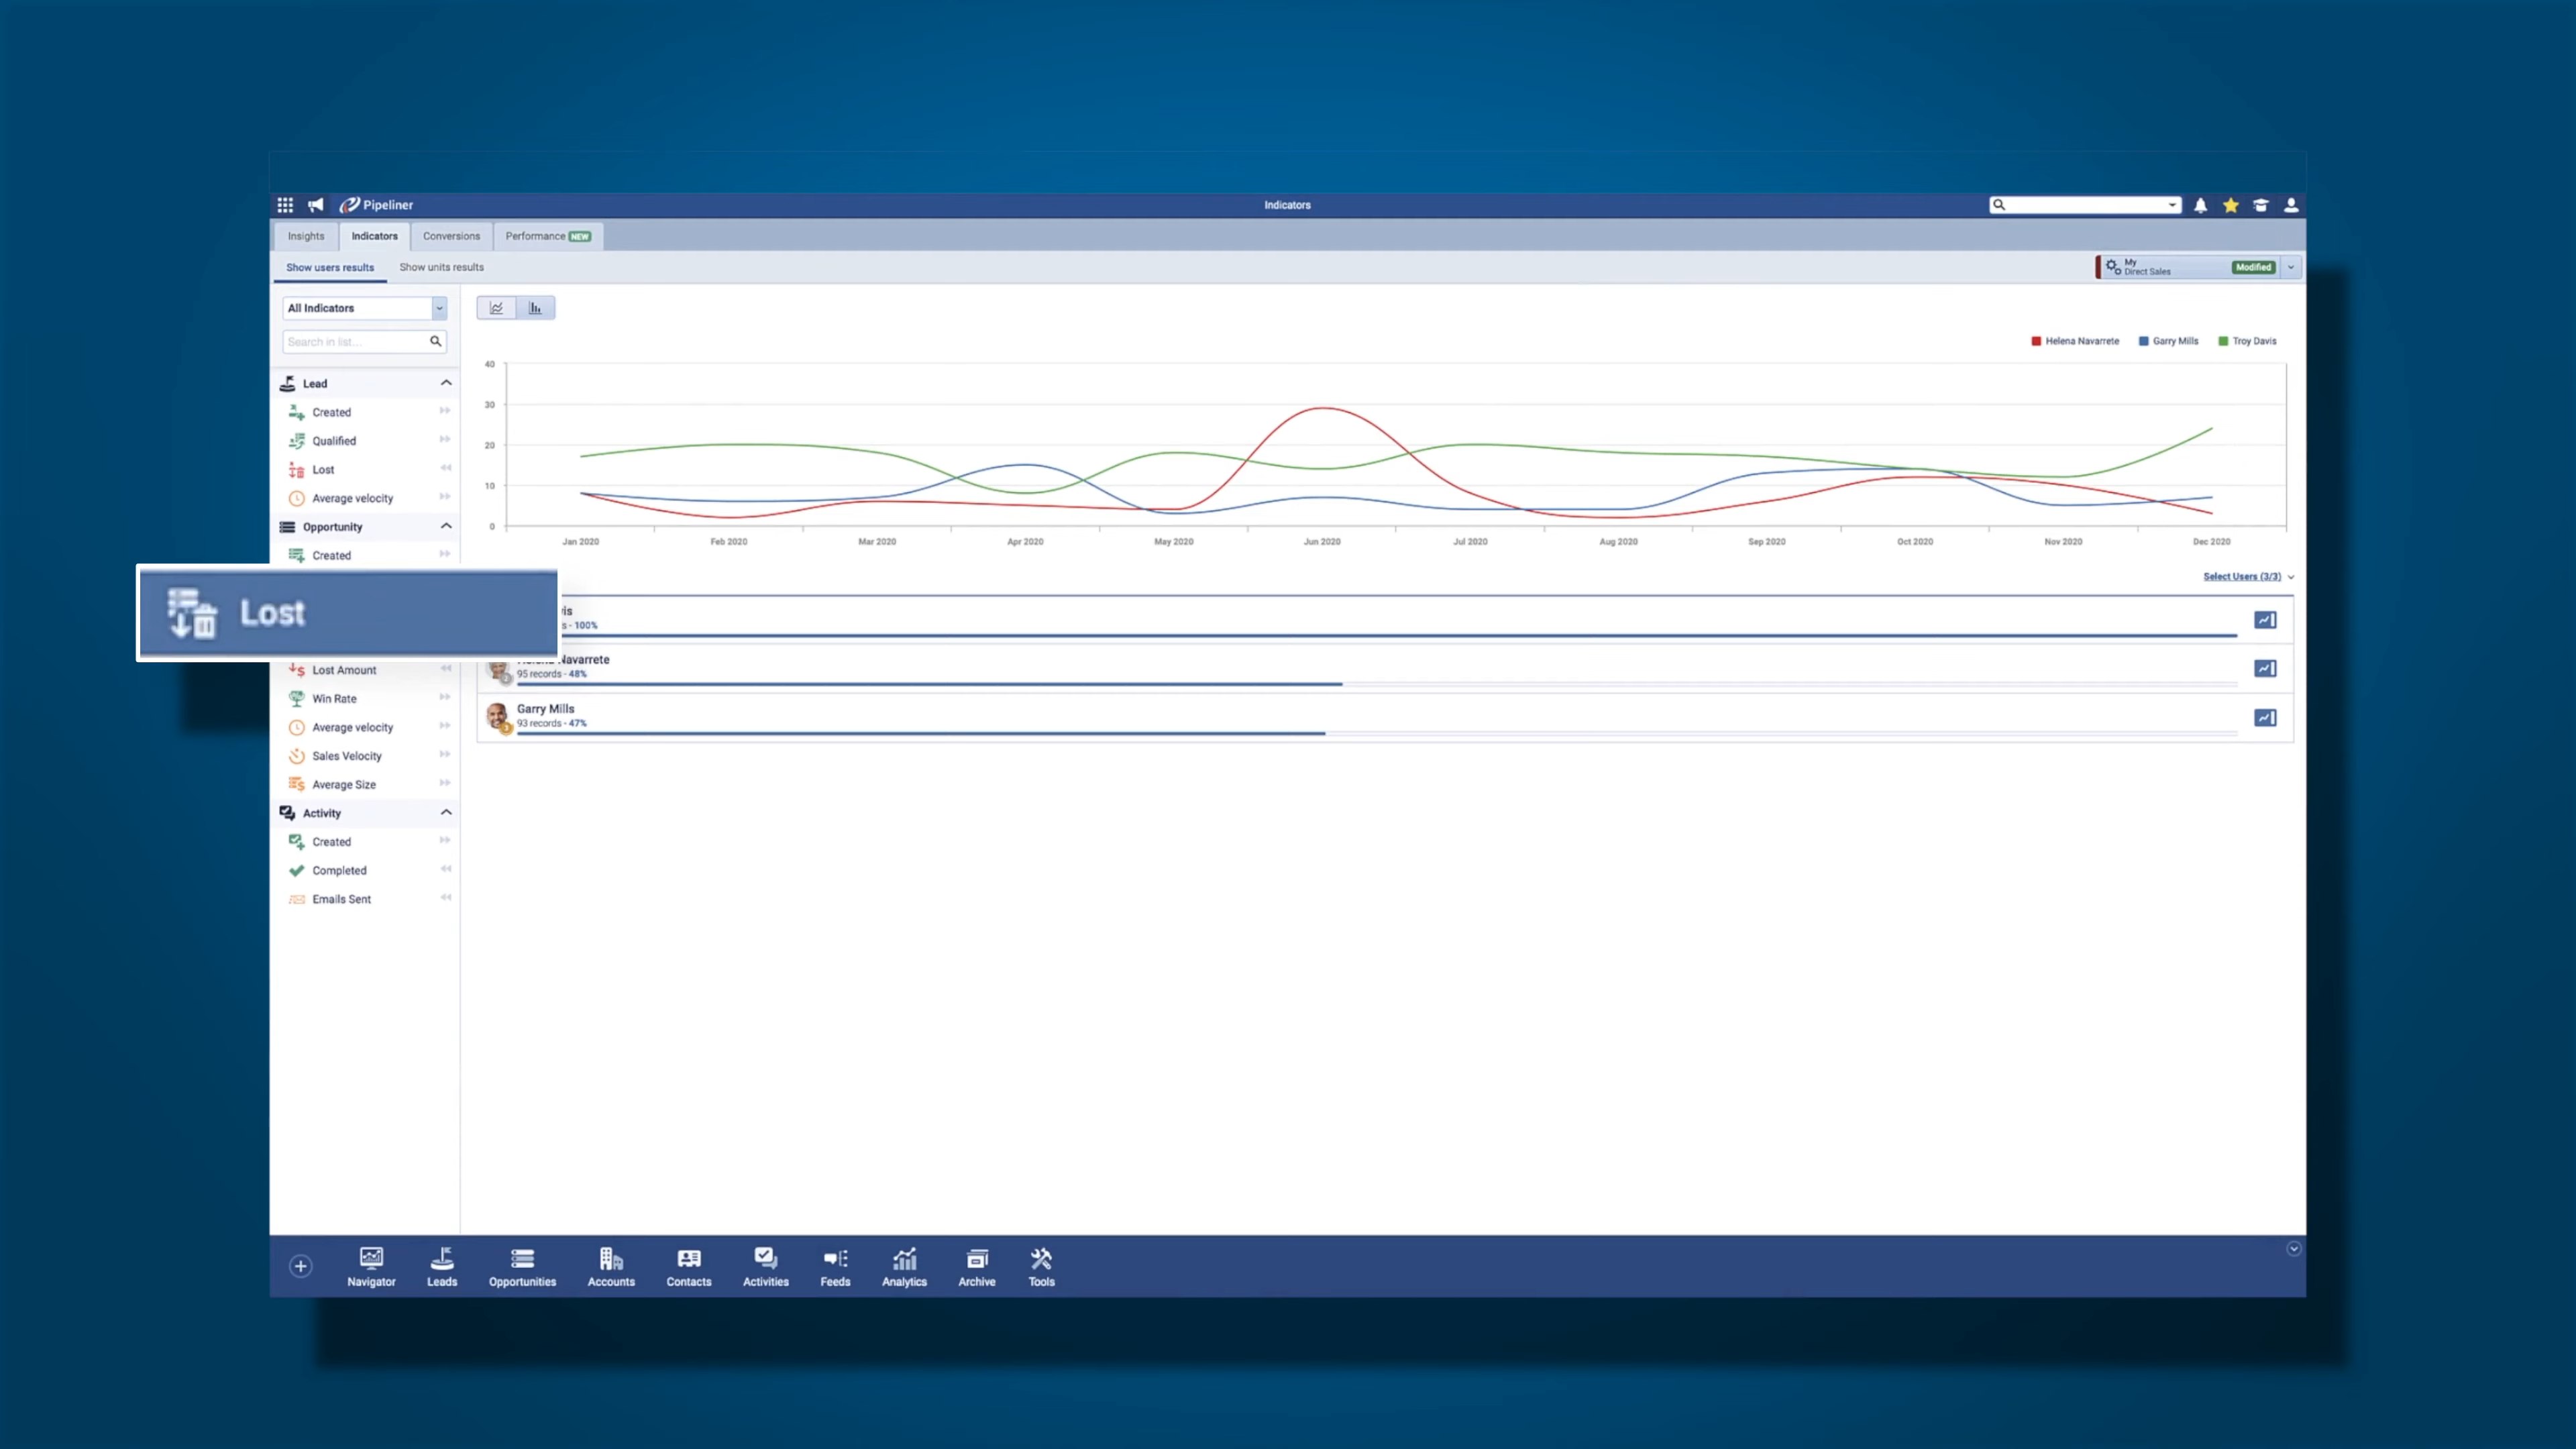 Pipeliner
Indicators
Insights
Indicators
Conversions
Performance NEW
Show users results
Show units results
My
Direct Sales
Modified
All Indicators
Search in list...
Helena Navarrete
Garry Mills
Troy Davis
Lead
Created
Qualified
Lost
Average velocity
Opportunity
Created
Lost
Lost Amount
Win Rate
Average velocity
Sales Velocity
Average Size
Activity
Created
Completed
Emails Sent
40
30
20
10
0
Jan 2020
Feb 2020
Mar 2020
Apr 2020
May 2020
Jun 2020
Jul 2020
Aug 2020
Sep 2020
Oct 2020
Nov 2020
Dec 2020
Select Users (3/3)
- 100%
Navarrete
95 records - 48%
Garry Mills
93 records - 47%
Navigator
Leads
Opportunities
Accounts
Contacts
Activities
Feeds
Analytics
Archive
Tools